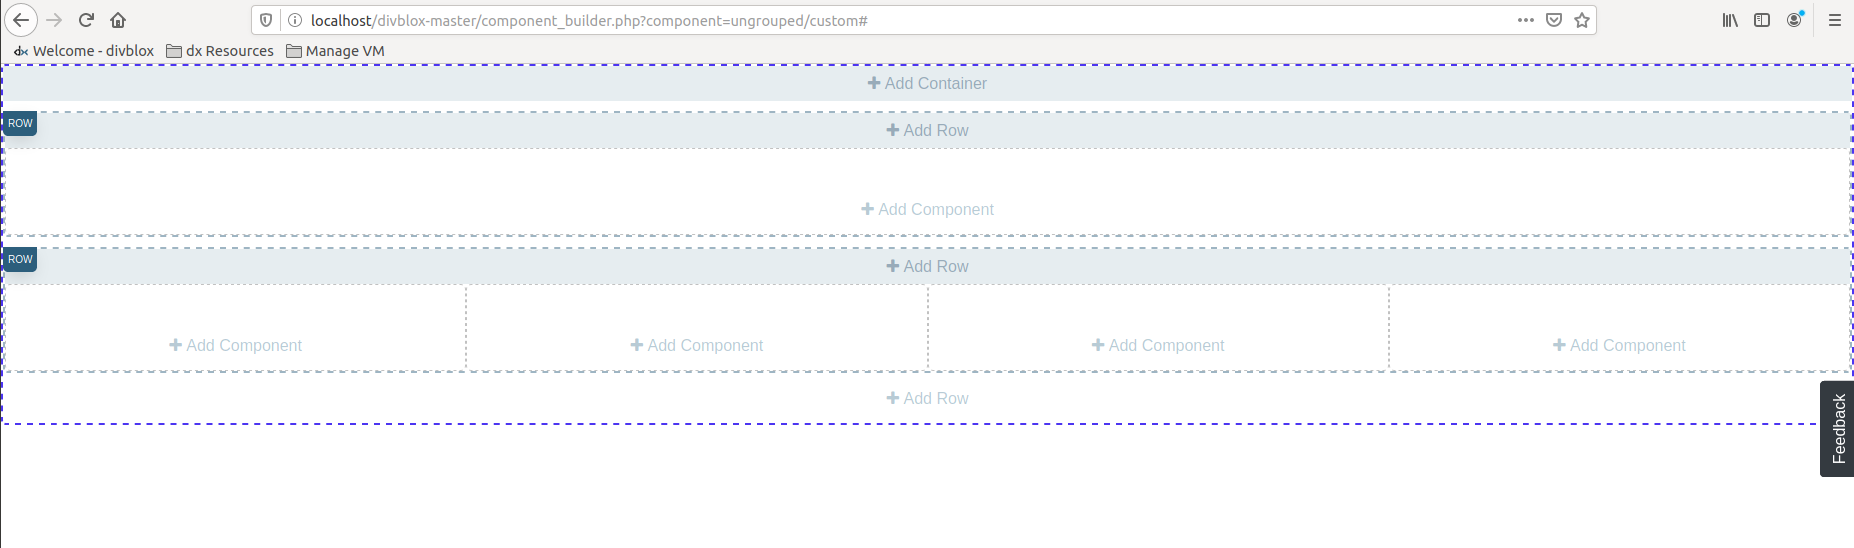 localhost/divblox-master/component_builder.php?component=ungrouped/custom#
dx Welcome - divblox dx Resources Manage VM
Add Container
ROW
Add Row
Add Component
ROW
Add Row
Add Component Add Component Add Component Add Component
Add Row
Feedback